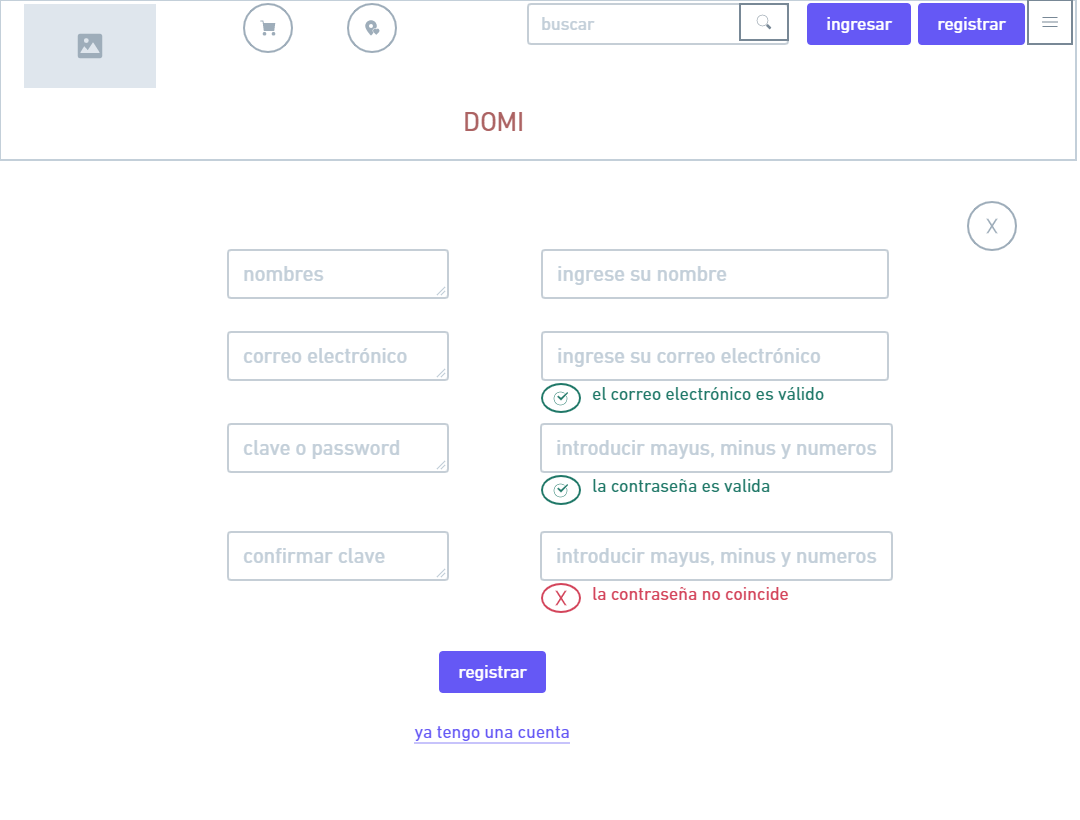 buscar
ingresar
registrar
DOMI
X
nombres
ingrese su nombre
correo electrónico
ingrese su correo electrónico
el correo electrónico es válido
clave o password
introducir mayus, minus y numeros
la contraseña es valida
confirmar clave
introducir mayus, minus y numeros
X
la contraseña no coincide
registrar
ya tengo una cuenta